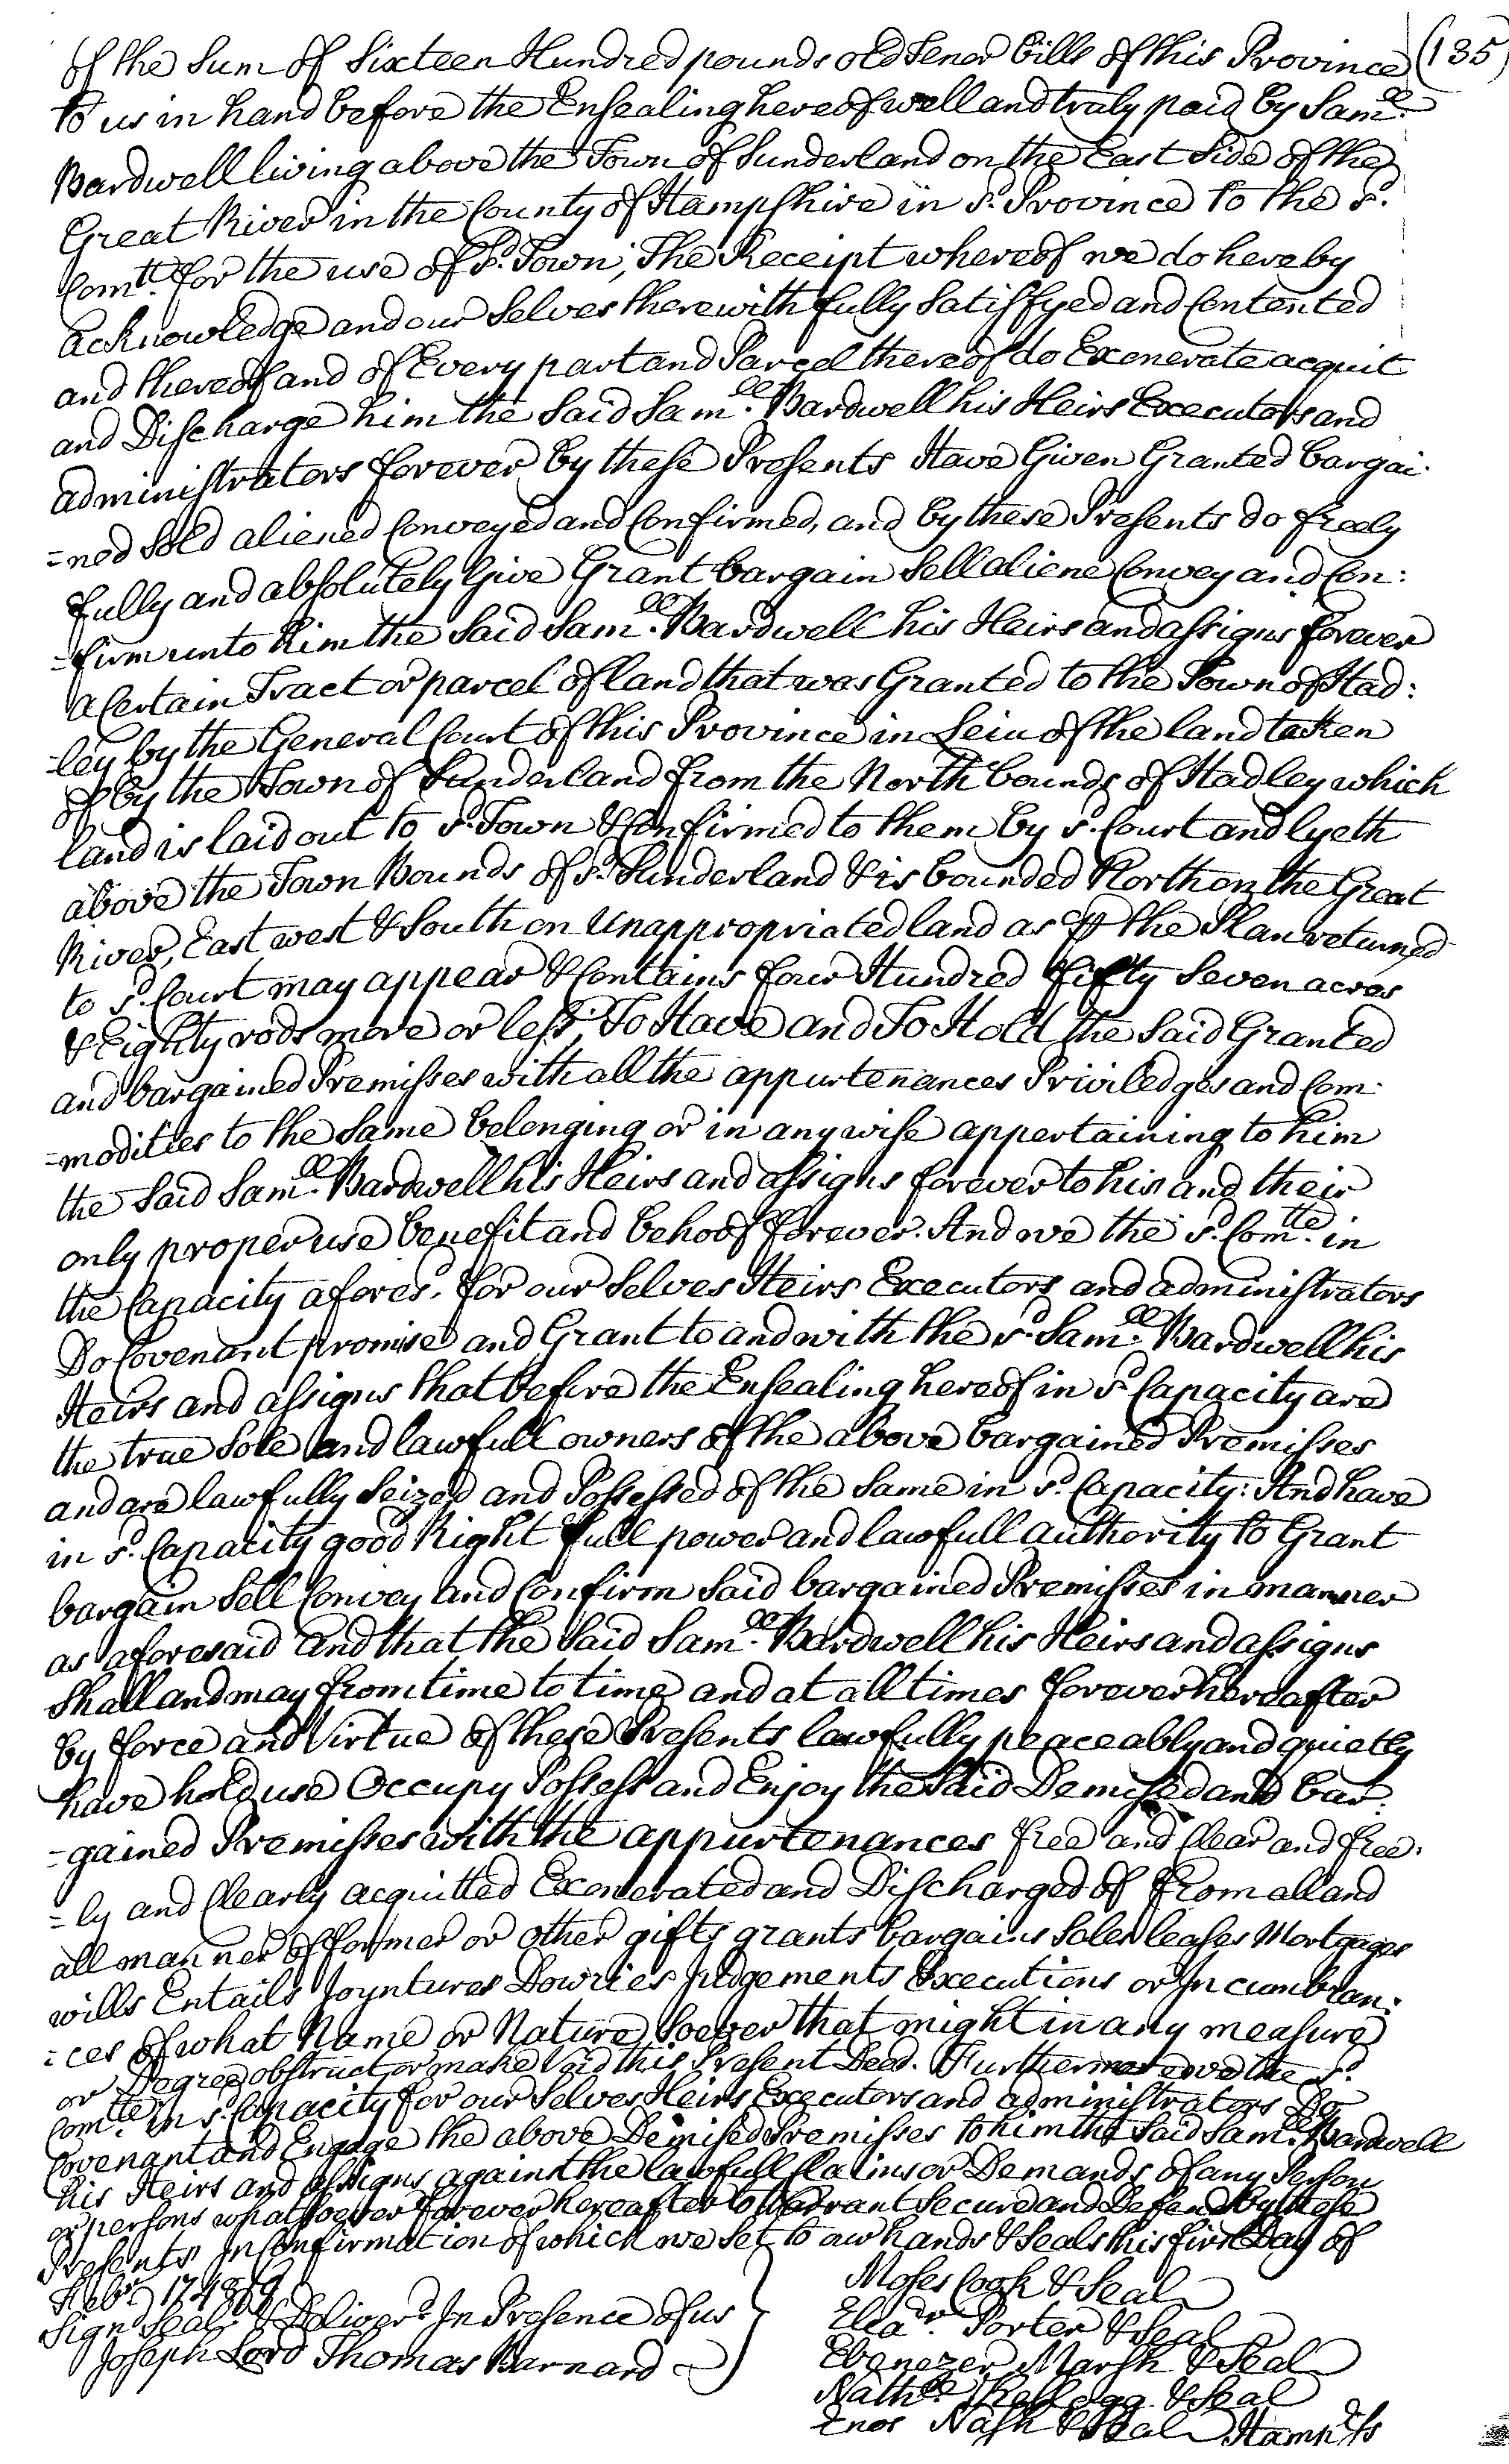 of the Sum of Sixteen Hundred pounds old Tenor bills of this Province (135
to us in hand before the Ensealing hereof well and truly paid by Samll.
Bardwell living above the Town of Sunderland on the East Side of the
Great River in the County of Hampshire in sd. Province to the sd.
Comtt. for the use of sd. Town, The Receipt whereof we do hereby
acknowledge and our Selves therewith fully Satisfyed and Contented
and thereof and of Every part and Parcel thereof do Exonerate acquit
and Discharge him the Said Samll. Bardwell his Heirs Executors and
administrators forever by these Presents Have Given Granted bargai-
=ned Sold aliened Conveyed and Confirmed, and by these Presents do freely
fully and absolutely Give Grant bargain Sell aliene Convey and Con:
=firm unto him the Said Samll. Bardwell his Heirs and assigns forever
a Certain Tract or parcel of land that was Granted to the Town of Had:
=ley by the General Court of this Province in Leiu of the land taken
of by the Town of Sunderland from the North bounds of Hadley which
land is laid out to sd. Town & Confirmed to them by sd. Court and lyeth
above the Town Bounds of sd. Sunderland & is bounded North on the Great
River, East west & South on Unappropriated land as the Plan returned
to sd. Court may appear & Contains four Hundred fifty Seven acres
& Eighty rods more or less, To Have and To Hold the Said Granted
and bargained Premisses with all the appurtenances Priviledges and Com-
=modities to the Same belonging or in any wise appertaining to him
the Said Samll. Bardwell his Heirs and assigns forever to his and their
only proper use benefit and behoof forever. And we the sd. Comtte. in
the Capacity aforesd. for our Selves Heirs Executors and administrators
Do Covenant promise and Grant to and with the sd. Samll. Bardwell his
Heirs and assigns that before the Ensealing hereof in sd. Capacity are
the true Sole and lawfull owners of the above bargained Premisses
and are lawfully Seized and Possessed of the Same in sd. Capacity: And have
in sd. Capacity good Right full power and lawfull authority to Grant
bargain Sell Convey and Confirm Said bargained Premisses in manner
as aforesaid and that the Said Samll. Bardwell his Heirs and assigns
Shall and may from time to time and at all times forever hereafter
by force and Virtue of these Presents lawfully peaceably and quietly
have hold use Occupy Possess and Enjoy the Said Demised and bar:
=gained Premisses with the appurtenances free and Clear and free-
=ly and Clearly acquitted Exonerated and Discharged of from all and
all manner of former or other gifts grants bargains Sales leases Mortgages
wills Entails Joyntures Dowries Judgements Executions or Incumbran:
=ces of what Name or Nature Soever that might in any measure
or Degree obstruct or make Void this Present Deed. Furthermore we the sd.
Comtte. in sd. Capacity for our Selves Heirs Executors and administrators Do
Covenant and Engage the above Demised Premisses to him the Said Samll. Bardwell
his Heirs and assigns against the lawfull Claims or Demands of any Person
or persons whatsoever forever hereafter to Warrant Secure and Defend by these
Presents In Confirmation of which we Set to our hands & Seals this first Day of
Febr. 1748/9
Moses Cook & Seal
Signd Seald & Deliverd In Presence of us
Eleazr. Porter & Seal
Joseph Lord Thomas Barnard
Ebenezer Marsh & Seal
Nathll. Kellogg & Seal
Enos Nash & Seal Hampr. Ss